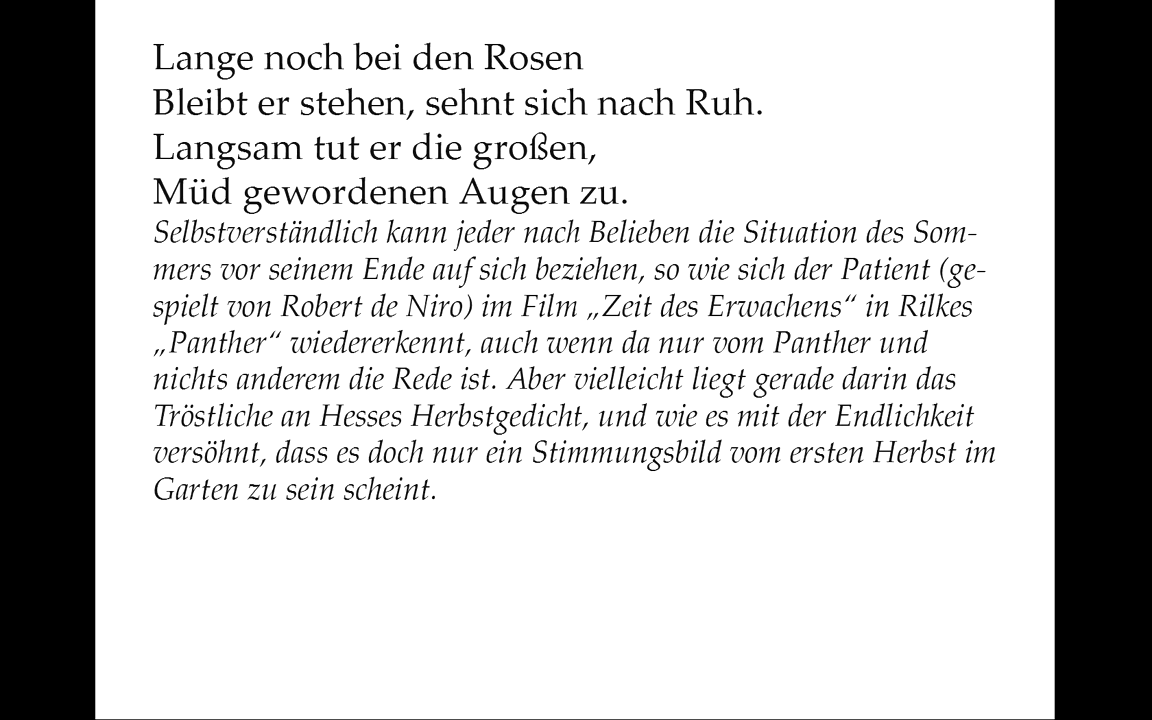 Lange noch bei den Rosen
Bleibt er stehen, sehnt sich nach Ruh.
Langsam tut er die großen,
Müd gewordenen Augen zu.
Selbstverständlich kann jeder nach Belieben die Situation des Som-
mers vor seinem Ende auf sich beziehen, so wie sich der Patient (ge-
spielt von Robert de Niro) im Film „Zeit des Erwachens“ in Rilkes
„Panther“ wiedererkennt, auch wenn da nur vom Panther und
nichts anderem die Rede ist. Aber vielleicht liegt gerade darin das
Tröstliche an Hesses Herbstgedicht, und wie es mit der Endlichkeit
versöhnt, dass es doch nur ein Stimmungsbild vom ersten Herbst im
Garten zu sein scheint.